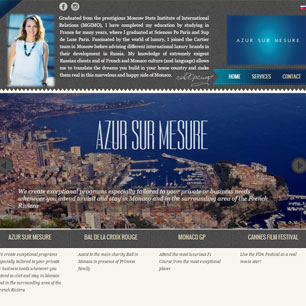 Graduated from the prestigious Moscow State Institute of International
Relations (MGIMO), I have completed my education by studying in
France for many years, where I graduated at Sciences Po Paris and Sup
de Luxe Paris. Fascinated by the world of luxury, I joined the Cartier
team in Moscow before advising different international luxury brands in
their development in Russia. My knowledge of extremely exigent
Russian clients and of French and Monaco culture (and language) allows
me to translate the dreams you build in your home country and make
them real in this marvelous and happy side of Monaco.
AZUR SUR MESURE
HOME SERVICES CONTACT
AZUR SUR MESURE
We create exceptional programs especially tailored to your private or business needs
whenever you intend to visit and stay in Monaco and in the surrounding area of the French
Riviera
AZUR SUR MESURE
BAL DE LA CROIX ROUGE
MONACO GP
CANNES FILM FESTIVAL
create exceptional programs
especially tailored to your private
or business needs whenever you
intend to visit and stay in Monaco
and in the surrounding area of the
French Riviera.
Assist to the main charity Ball in
Monaco in presence of Princess
family
Attend the most luxurious F1
Course from the most exceptional
places
Live the Film Festival as a real
movie star!